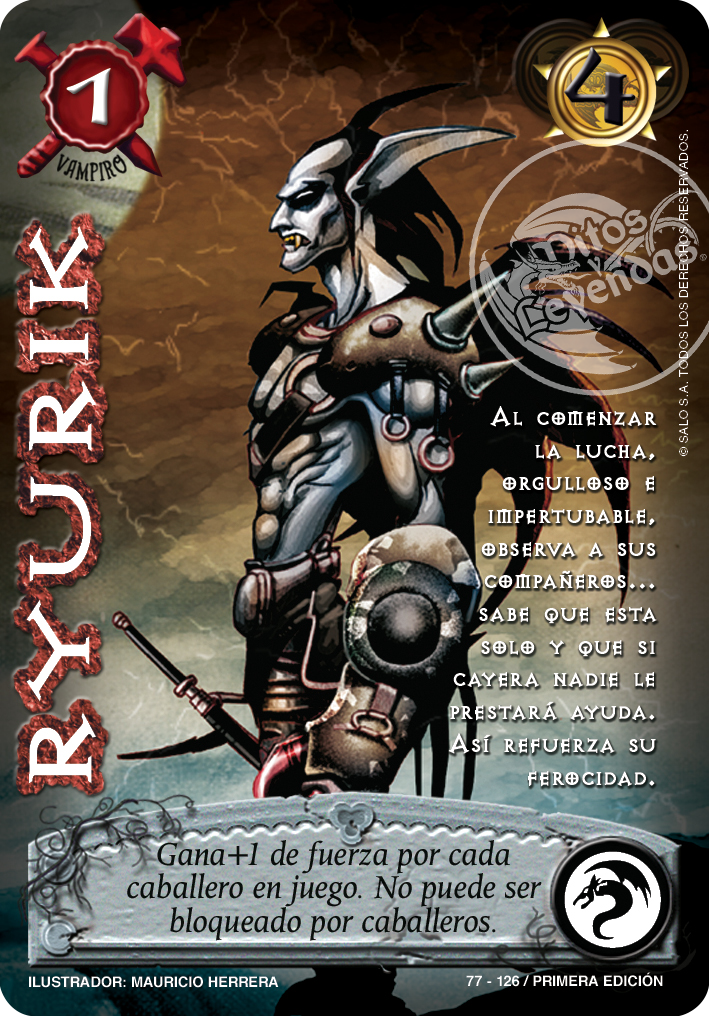 1
VAMPIRO
4
Mitos
y
Leyendas
®
© SALO S.A. TODOS LOS DERECHOS RESERVADOS.
RYURIK
Al comenzar
la lucha,
orgulloso e
impertubable,
observa a sus
compañeros...
sabe que esta
solo y que si
cayera nadie le
prestará ayuda.
Así refuerza su
ferocidad.
Gana+1 de fuerza por cada
caballero en juego. No puede ser
bloqueado por caballeros.
ILUSTRADOR: MAURICIO HERRERA
77 - 126 / PRIMERA EDICIÓN